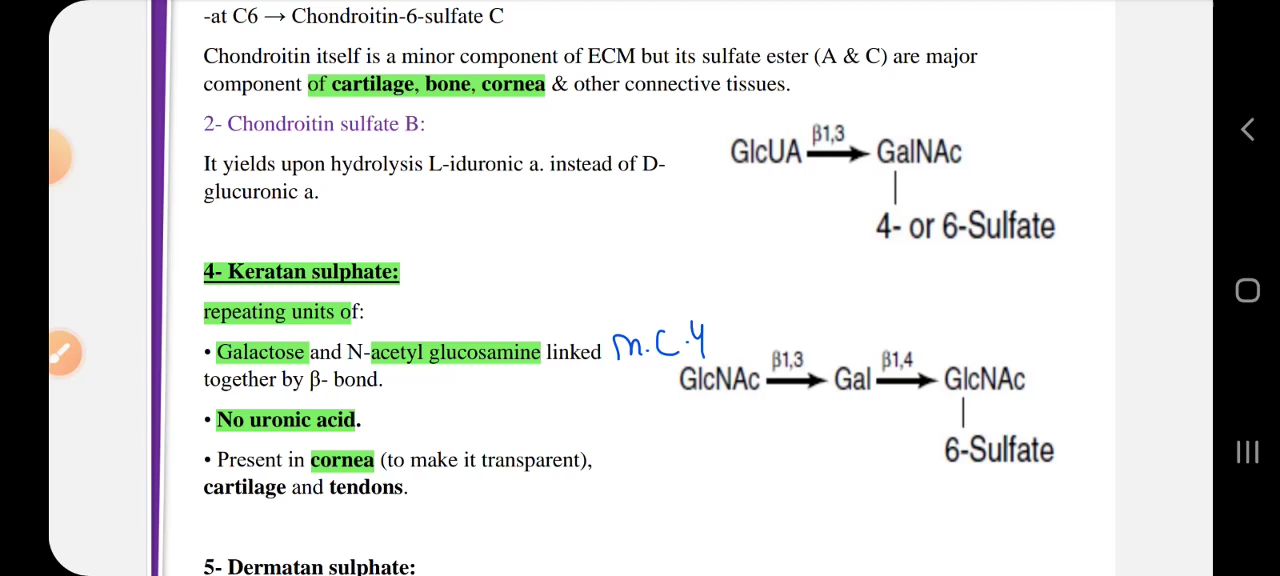 -at C6 → Chondroitin-6-sulfate C
Chondroitin itself is a minor component of ECM but its sulfate ester (A & C) are major
component of cartilage, bone, cornea & other connective tissues.
2- Chondroitin sulfate B:
It yields upon hydrolysis L-iduronic a. instead of D-
glucuronic a.
β1,3
GlcUA → GalNAc
4- or 6-Sulfate
4- Keratan sulphate:
repeating units of:
• Galactose and N-acetyl glucosamine linked
together by β- bond.
m.c.y
β1,3 β1,4
GlcNAc → Gal → GlcNAc
6-Sulfate
• No uronic acid.
• Present in cornea (to make it transparent),
cartilage and tendons.
5- Dermatan sulphate: